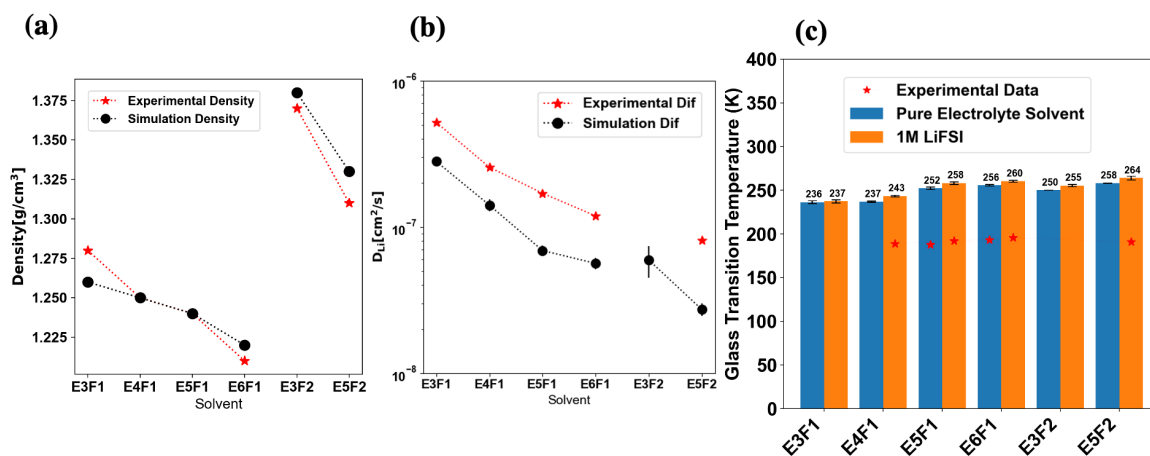 (a)
1.375
1.350
1.325
1.300
1.275
1.250
1.225
Density[g/cm³]
Experimental Density
Simulation Density
E3F1 E4F1 E5F1 E6F1 E3F2 E5F2
Solvent
(b)
10⁻⁶
10⁻⁷
10⁻⁸
D_Li[cm²/s]
Experimental Dif
Simulation Dif
E3F1 E4F1 E5F1 E6F1 E3F2 E5F2
Solvent
(c)
400
350
300
250
200
150
100
50
0
Glass Transition Temperature (K)
Experimental Data
Pure Electrolyte Solvent
1M LiFSI
236 237 237 243 252 258 256 260 250 255 258 264
E3F1 E4F1 E5F1 E6F1 E3F2 E5F2